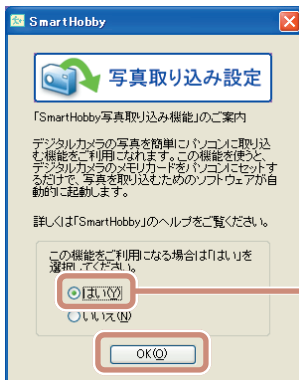 SmartHobby
写真取り込み設定
「SmartHobby写真取り込み機能」のご案内
デジタルカメラの写真を簡単にパソコンに取り込
む機能をご利用になれます。この機能を使うと、
デジタルカメラのメモリカードをパソコンにセットす
るだけで、写真を取り込むためのソフトウェアが自
動的に起動します。
詳しくは「SmartHobby」のヘルプをご覧ください。
この機能をご利用になる場合は「はい」を
選択してください。
はい(Y)
いいえ(N)
OK(O)